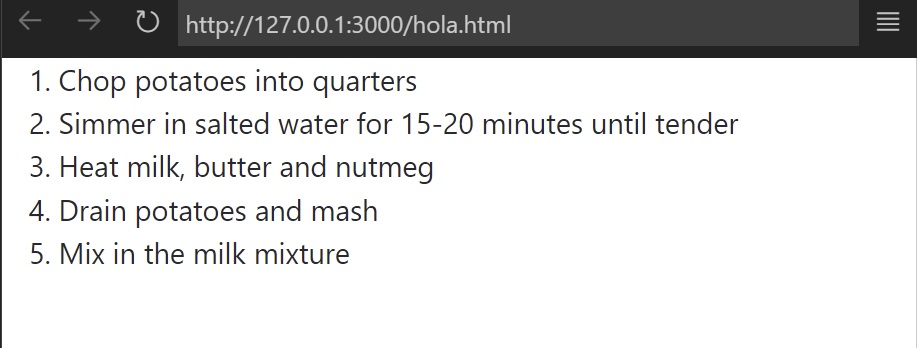 http://127.0.0.1:3000/hola.html
1. Chop potatoes into quarters
2. Simmer in salted water for 15-20 minutes until tender
3. Heat milk, butter and nutmeg
4. Drain potatoes and mash
5. Mix in the milk mixture